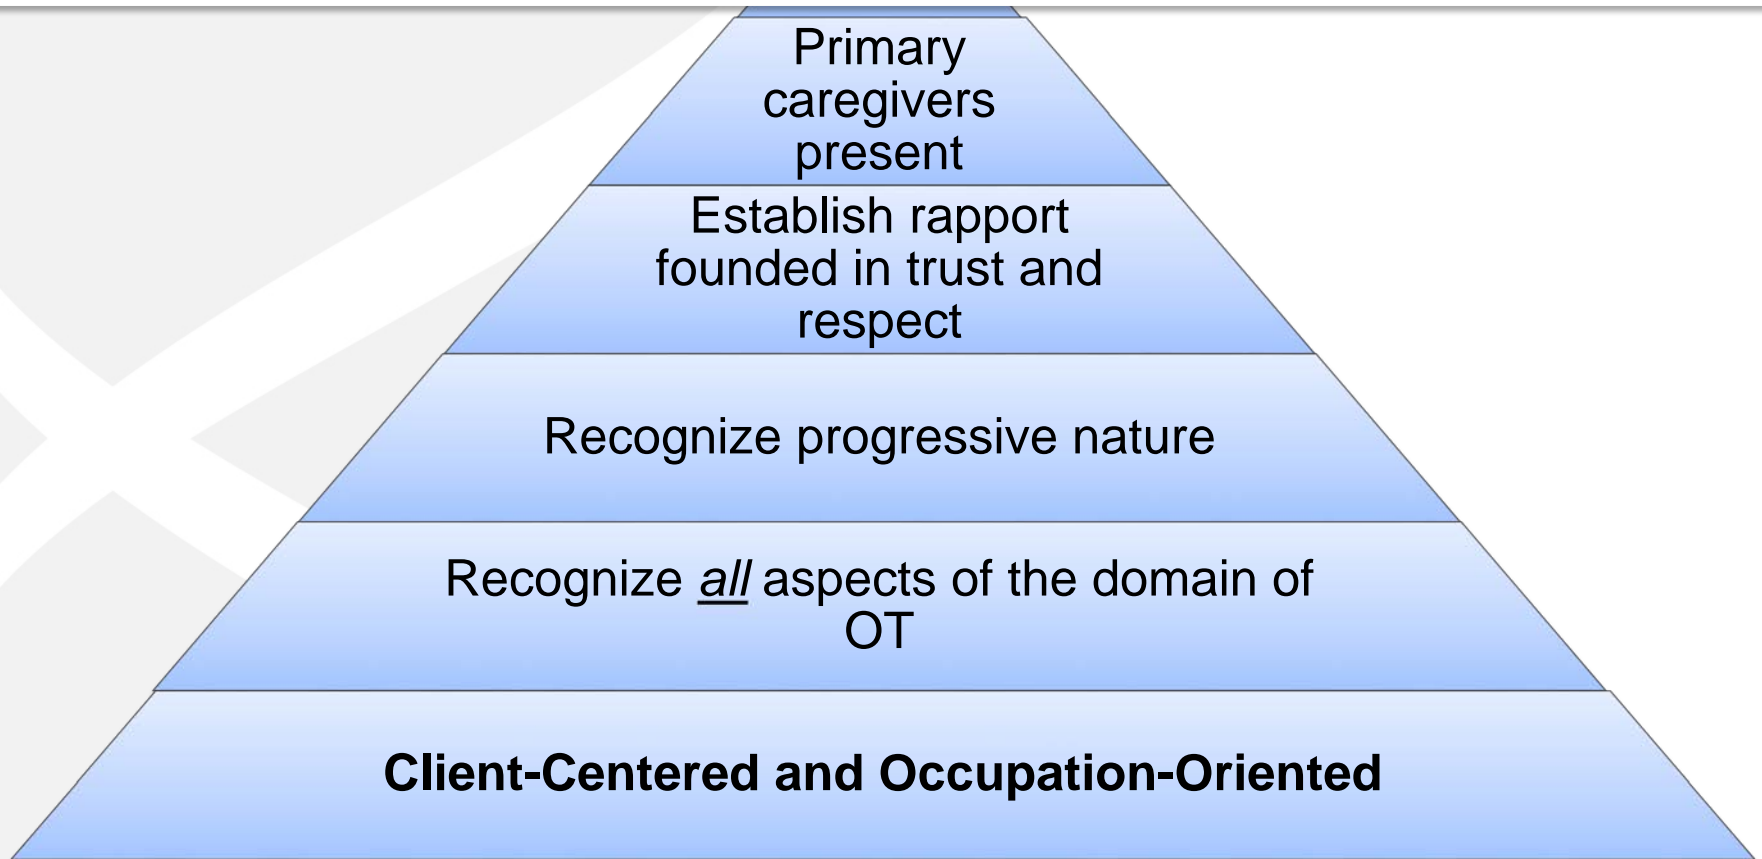 Primary
caregivers
present
Establish rapport
founded in trust and
respect
Recognize progressive nature
Recognize all aspects of the domain of
OT
Client-Centered and Occupation-Oriented